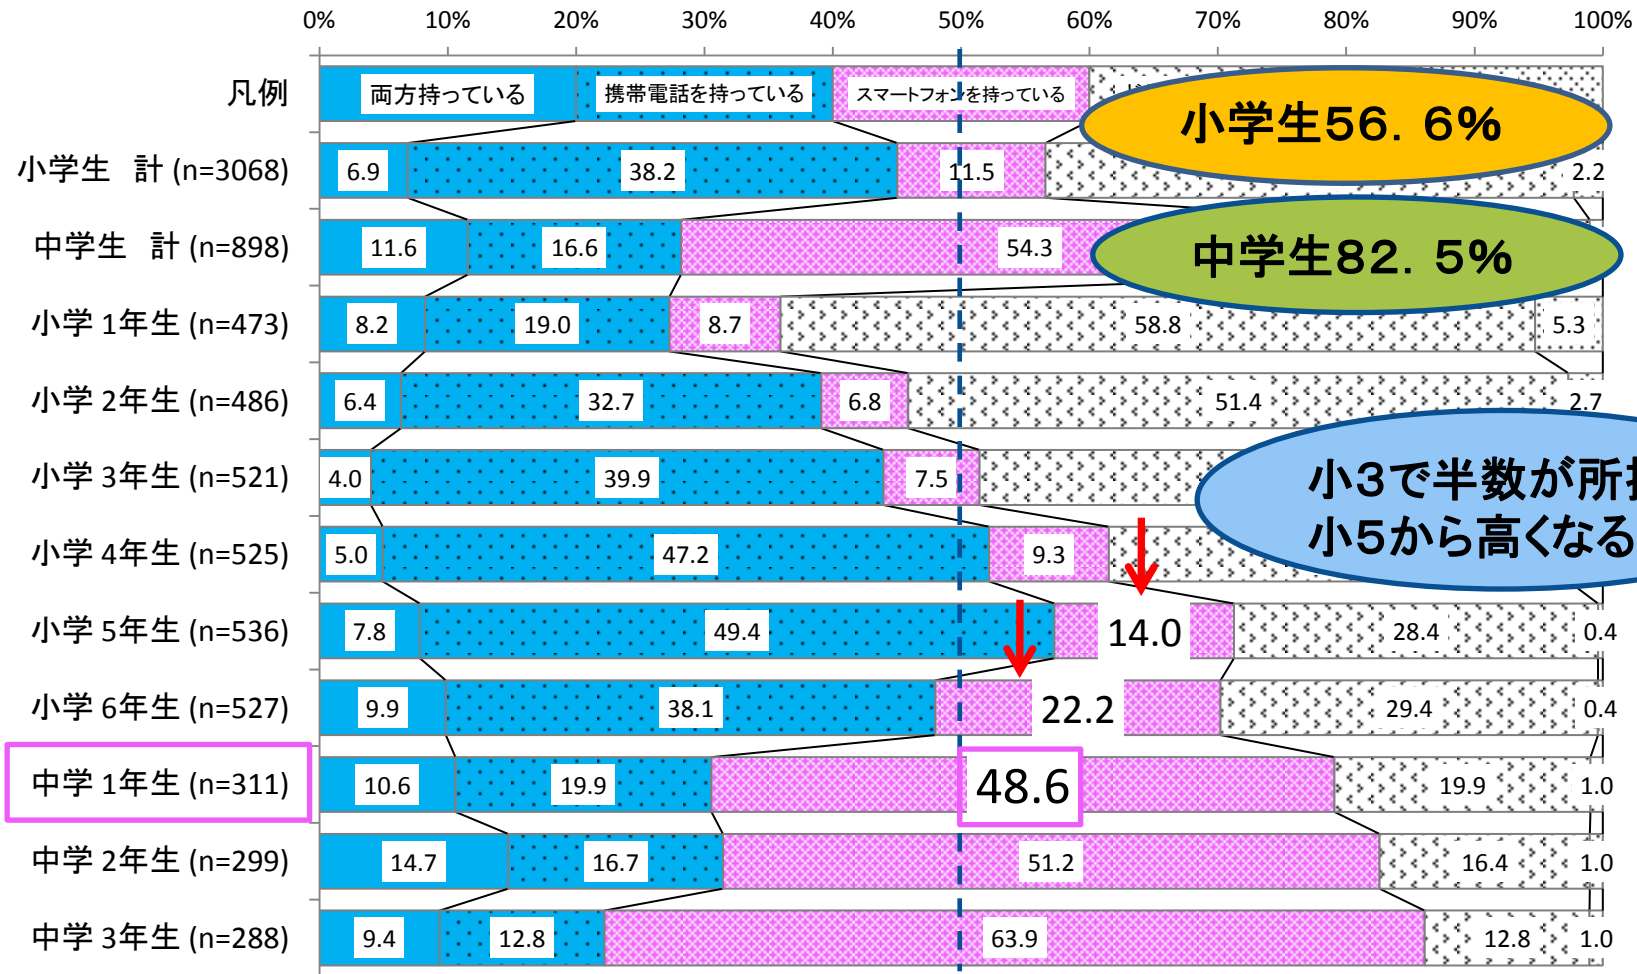 0% 10% 20% 30% 40% 50% 60% 70% 80% 90% 100%
凡例 両方持っている 携帯電話を持っている スマートフォンを持っている
小学生56.6%
小学生 計 (n=3068) 6.9 38.2 11.5 2.2
中学生 計 (n=898) 11.6 16.6 54.3
中学生82.5%
小学 1年生 (n=473) 8.2 19.0 8.7 58.8 5.3
小学 2年生 (n=486) 6.4 32.7 6.8 51.4 2.7
小学 3年生 (n=521) 4.0 39.9 7.5
小3で半数が所
小5から高くなる
小学 4年生 (n=525) 5.0 47.2 9.3
小学 5年生 (n=536) 7.8 49.4 14.0 28.4 0.4
小学 6年生 (n=527) 9.9 38.1 22.2 29.4 0.4
中学 1年生 (n=311) 10.6 19.9 48.6 19.9 1.0
中学 2年生 (n=299) 14.7 16.7 51.2 16.4 1.0
中学 3年生 (n=288) 9.4 12.8 63.9 12.8 1.0